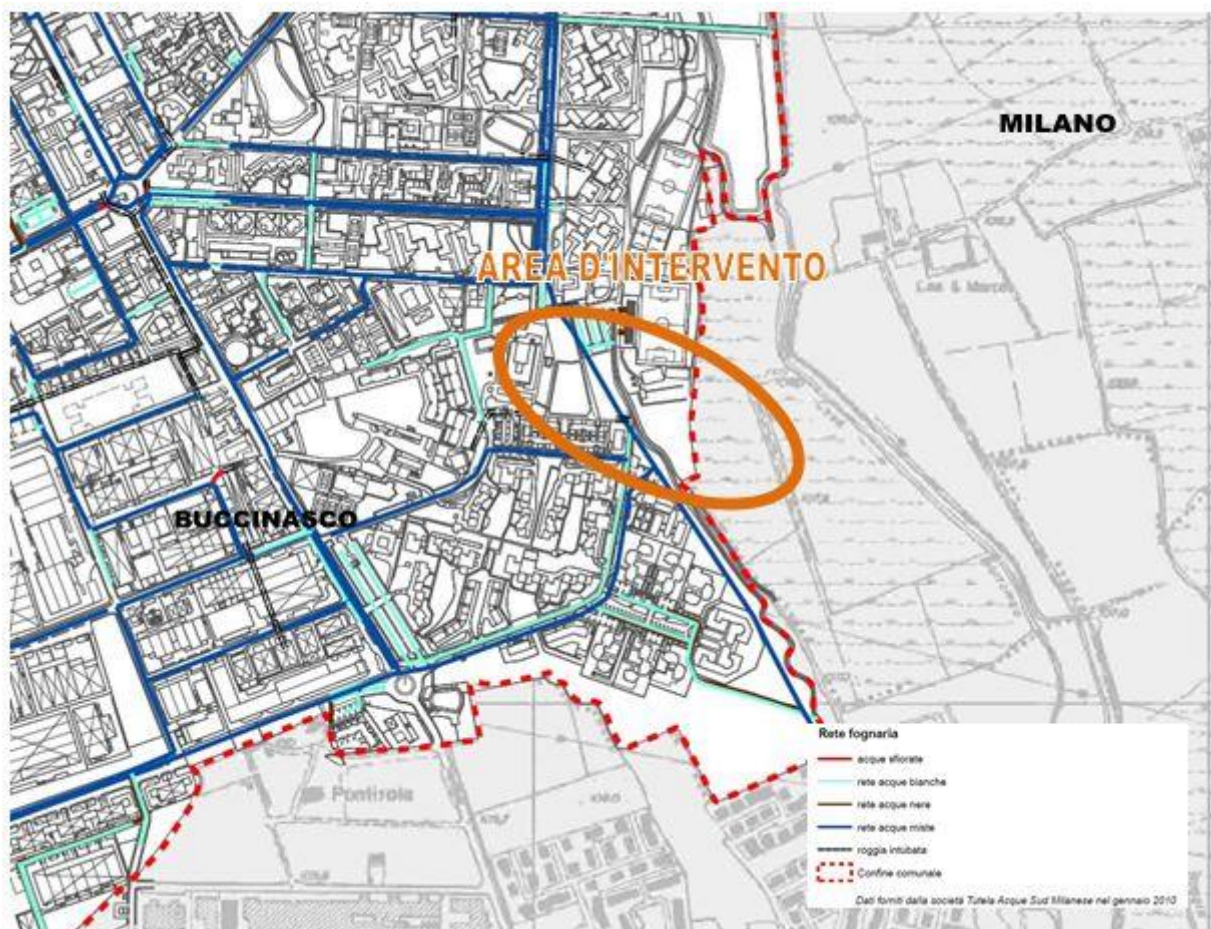 MILANO
AREA D'INTERVENTO
BUCCINASCO
Pontirolo
Rete fognaria
acque sfiorate
rete acque bianche
rete acque nere
rete acque miste
roggia intubata
Confine comunale
Dati forniti dalla società Tutela Acque Sud Milanese nel gennaio 2010